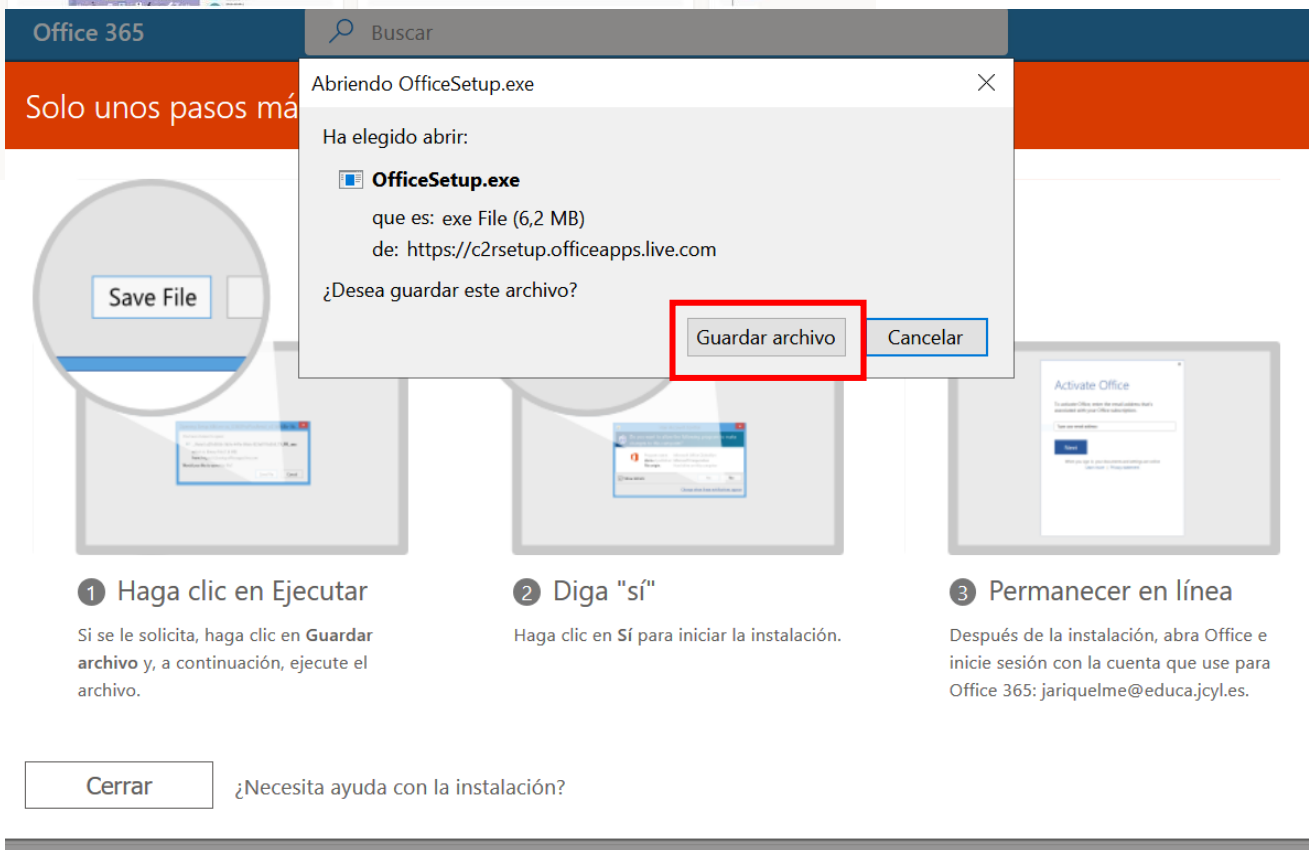 Office 365
Buscar
Solo unos pasos má
Abriendo OfficeSetup.exe
Ha elegido abrir:
OfficeSetup.exe
que es: exe File (6,2 MB)
de: https://c2rsetup.officeapps.live.com
¿Desea guardar este archivo?
Guardar archivo
Cancelar
Save File
Activate Office
1 Haga clic en Ejecutar
Si se le solicita, haga clic en Guardar
archivo y, a continuación, ejecute el
archivo.
2 Diga "sí"
Haga clic en Sí para iniciar la instalación.
3 Permanecer en línea
Después de la instalación, abra Office e
inicie sesión con la cuenta que use para
Office 365: jariquelme@educa.jcyl.es.
Cerrar
¿Necesita ayuda con la instalación?